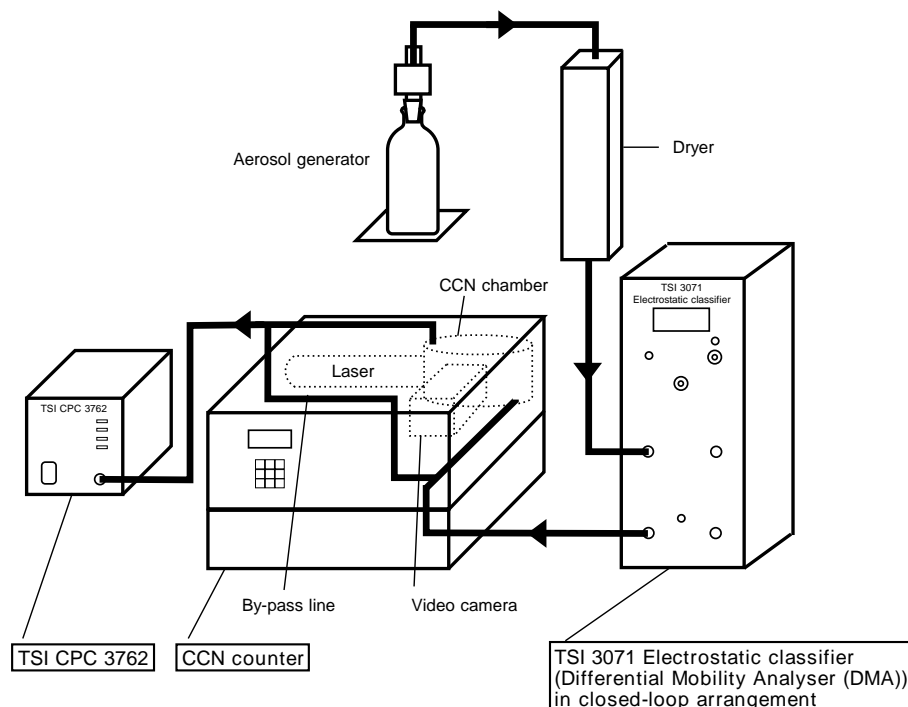 Aerosol generator
Dryer
CCN chamber
TSI 3071
Electrostatic classifier
Laser
TSI CPC 3762
By-pass line
Video camera
TSI CPC 3762
CCN counter
TSI 3071 Electrostatic classifier
(Differential Mobility Analyser (DMA))
in closed-loop arrangement